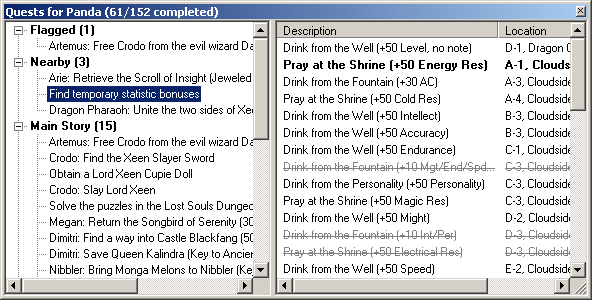 Quests for Panda (61/152 completed)
Flagged (1)
Artemus: Free Crodo from the evil wizard Da
Nearby (3)
Arie: Retrieve the Scroll of Insight (Jeweled
Find temporary statistic bonuses
Dragon Pharaoh: Unite the two sides of Xee
Main Story (15)
Artemus: Free Crodo from the evil wizard Da
Crodo: Find the Xeen Slayer Sword
Obtain a Lord Xeen Cupie Doll
Crodo: Slay Lord Xeen
Solve the puzzles in the Lost Souls Dungeo
Megan: Return the Songbird of Serenity (30
Dimitri: Find a way into Castle Blackfang (50
Dimitri: Save Queen Kalindra (Key to Ancien
Nibbler: Bring Monga Melons to Nibbler (Ke
Description Location
Drink from the Well (+50 Level, no note) D-1, Dragon C
Pray at the Shrine (+50 Energy Res) A-1, Clouds
Drink from the Fountain (+30 AC) A-3, Cloudside
Pray at the Shrine (+50 Cold Res) A-4, Cloudside
Drink from the Well (+50 Intellect) B-3, Cloudside
Drink from the Well (+50 Accuracy) B-3, Cloudside
Drink from the Well (+50 Endurance) C-1, Cloudside
Drink from the Fountain (+10 Mgt/End/Spd... C-3, Cloudside
Drink from the Personality (+50 Personality) C-3, Cloudside
Pray at the Shrine (+50 Magic Res) C-3, Cloudside
Drink from the Well (+50 Might) D-2, Cloudside
Drink from the Fountain (+10 Int/Per) D-3, Cloudside
Pray at the Shrine (+50 Electrical Res) D-3, Cloudside
Drink from the Well (+50 Speed) E-2, Cloudside